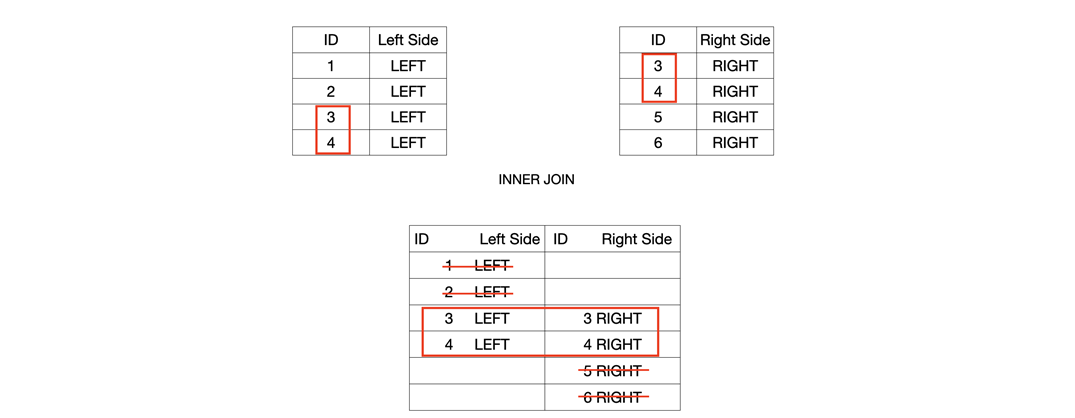 ID Left Side
1 LEFT
2 LEFT
3 LEFT
4 LEFT
ID Right Side
3 RIGHT
4 RIGHT
5 RIGHT
6 RIGHT
INNER JOIN
ID Left Side ID Right Side
1 LEFT
2 LEFT
3 LEFT 3 RIGHT
4 LEFT 4 RIGHT
5 RIGHT
6 RIGHT